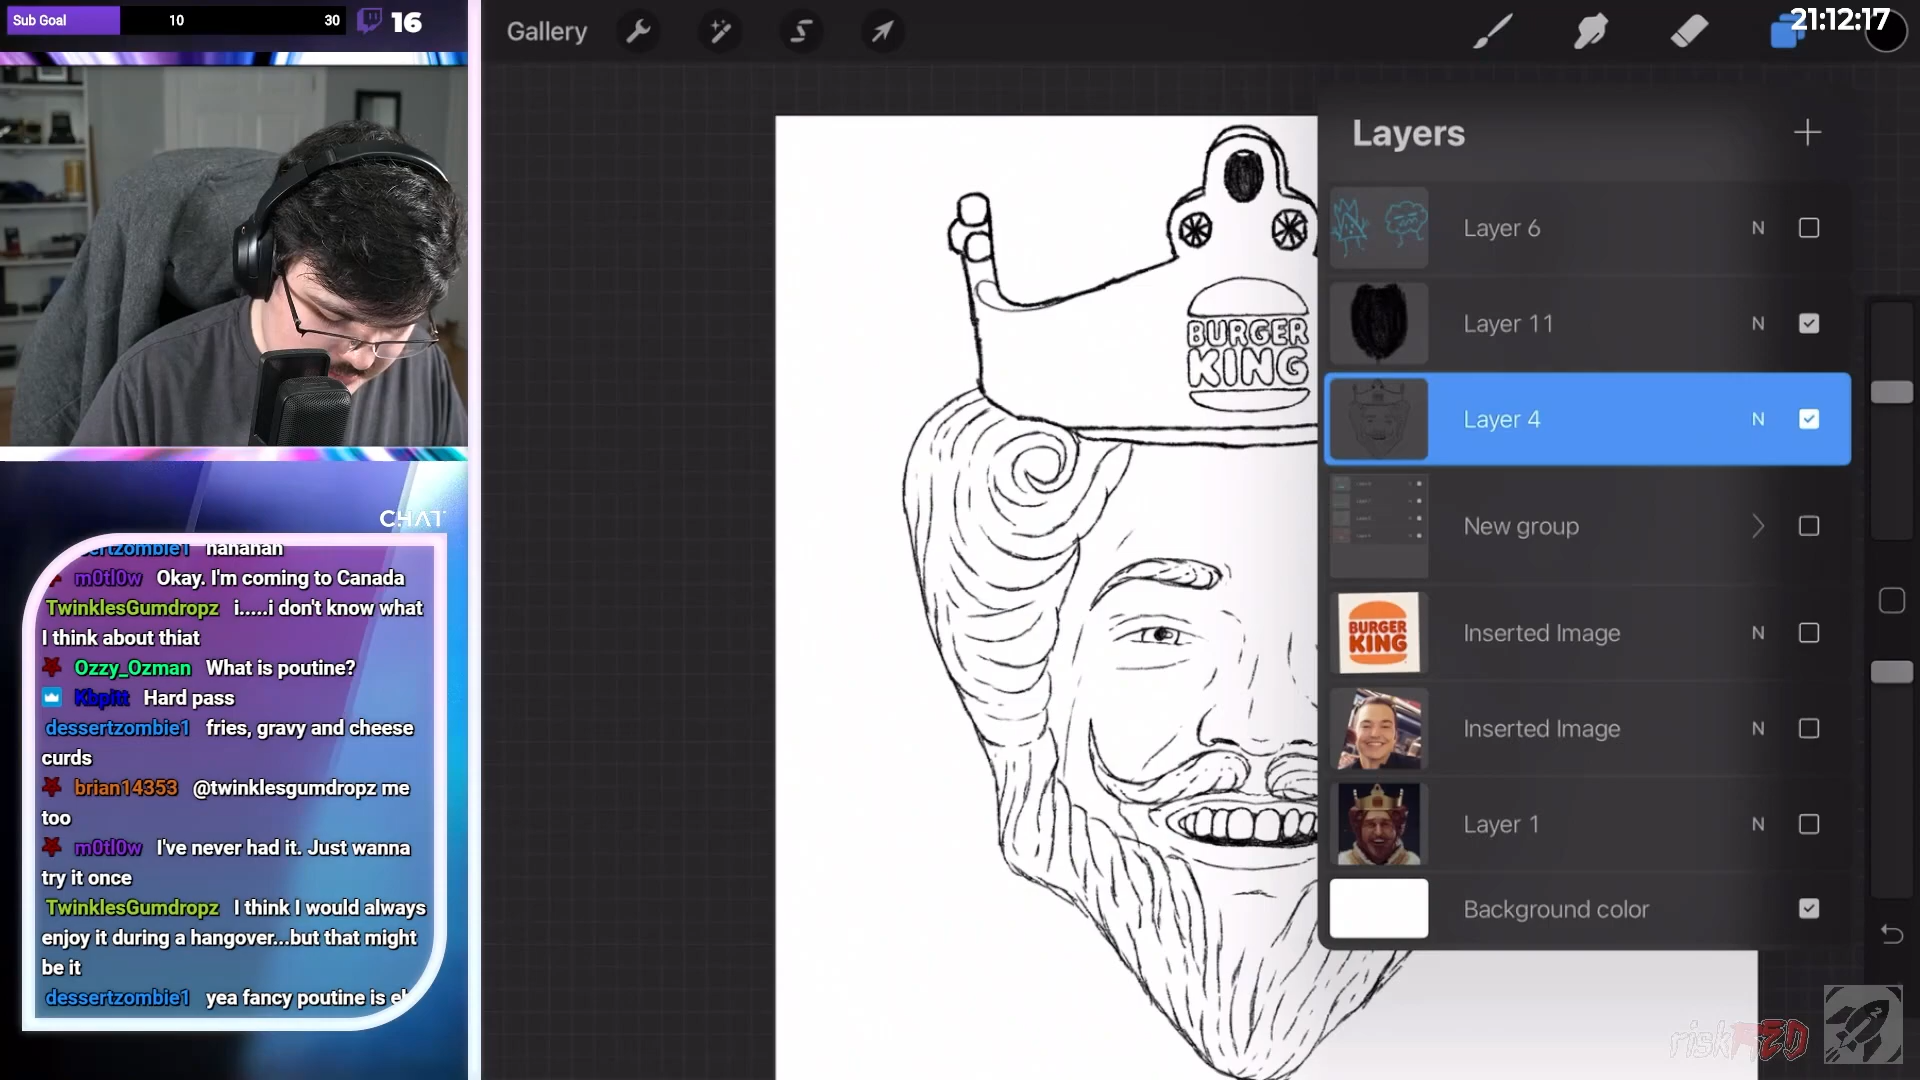 Sub Goal 10 30 16
Gallery
21:12:17
Layers
Layer 6 N
Layer 11 N
Layer 4 N
New group
BURGER
KING
Inserted Image N
Inserted Image N
Layer 1 N
Background color
BURGER
KING
CHAT
dessertzombie1 hahahah
m0tl0w Okay. I'm coming to Canada
TwinklesGumdropz i.....i don't know what
I think about thiat
Ozzy_Ozman What is poutine?
Kbpitt Hard pass
dessertzombie1 fries, gravy and cheese
curds
brian14353 @twinklesgumdropz me
too
m0tl0w I've never had it. Just wanna
try it once
TwinklesGumdropz I think I would always
enjoy it during a hangover...but that might
be it
dessertzombie1 yea fancy poutine is